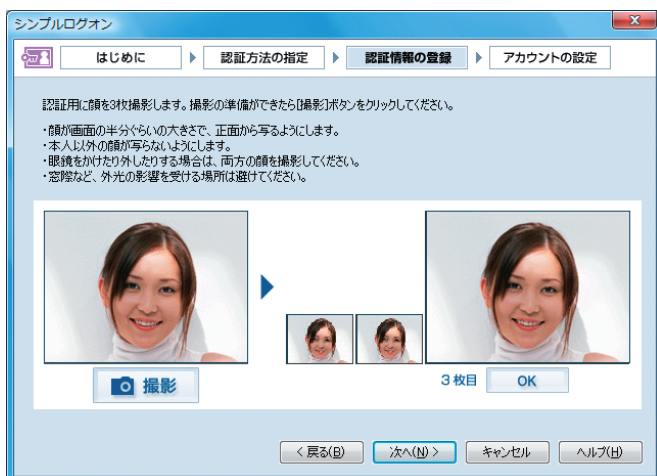 シンプルログオン
はじめに
認証方法の指定
認証情報の登録
アカウントの設定
認証用に顔を3枚撮影します。撮影の準備ができたら[撮影]ボタンをクリックしてください。
・顔が画面の半分ぐらいの大きさで、正面から写るようにします。
・本人以外の顔が写らないようにします。
・眼鏡をかけたり外したりする場合は、両方の顔を撮影してください。
・窓際など、外光の影響を受ける場所は避けてください。
撮影
3枚目
OK
< 戻る(B)
次へ(N) >
キャンセル
ヘルプ(H)